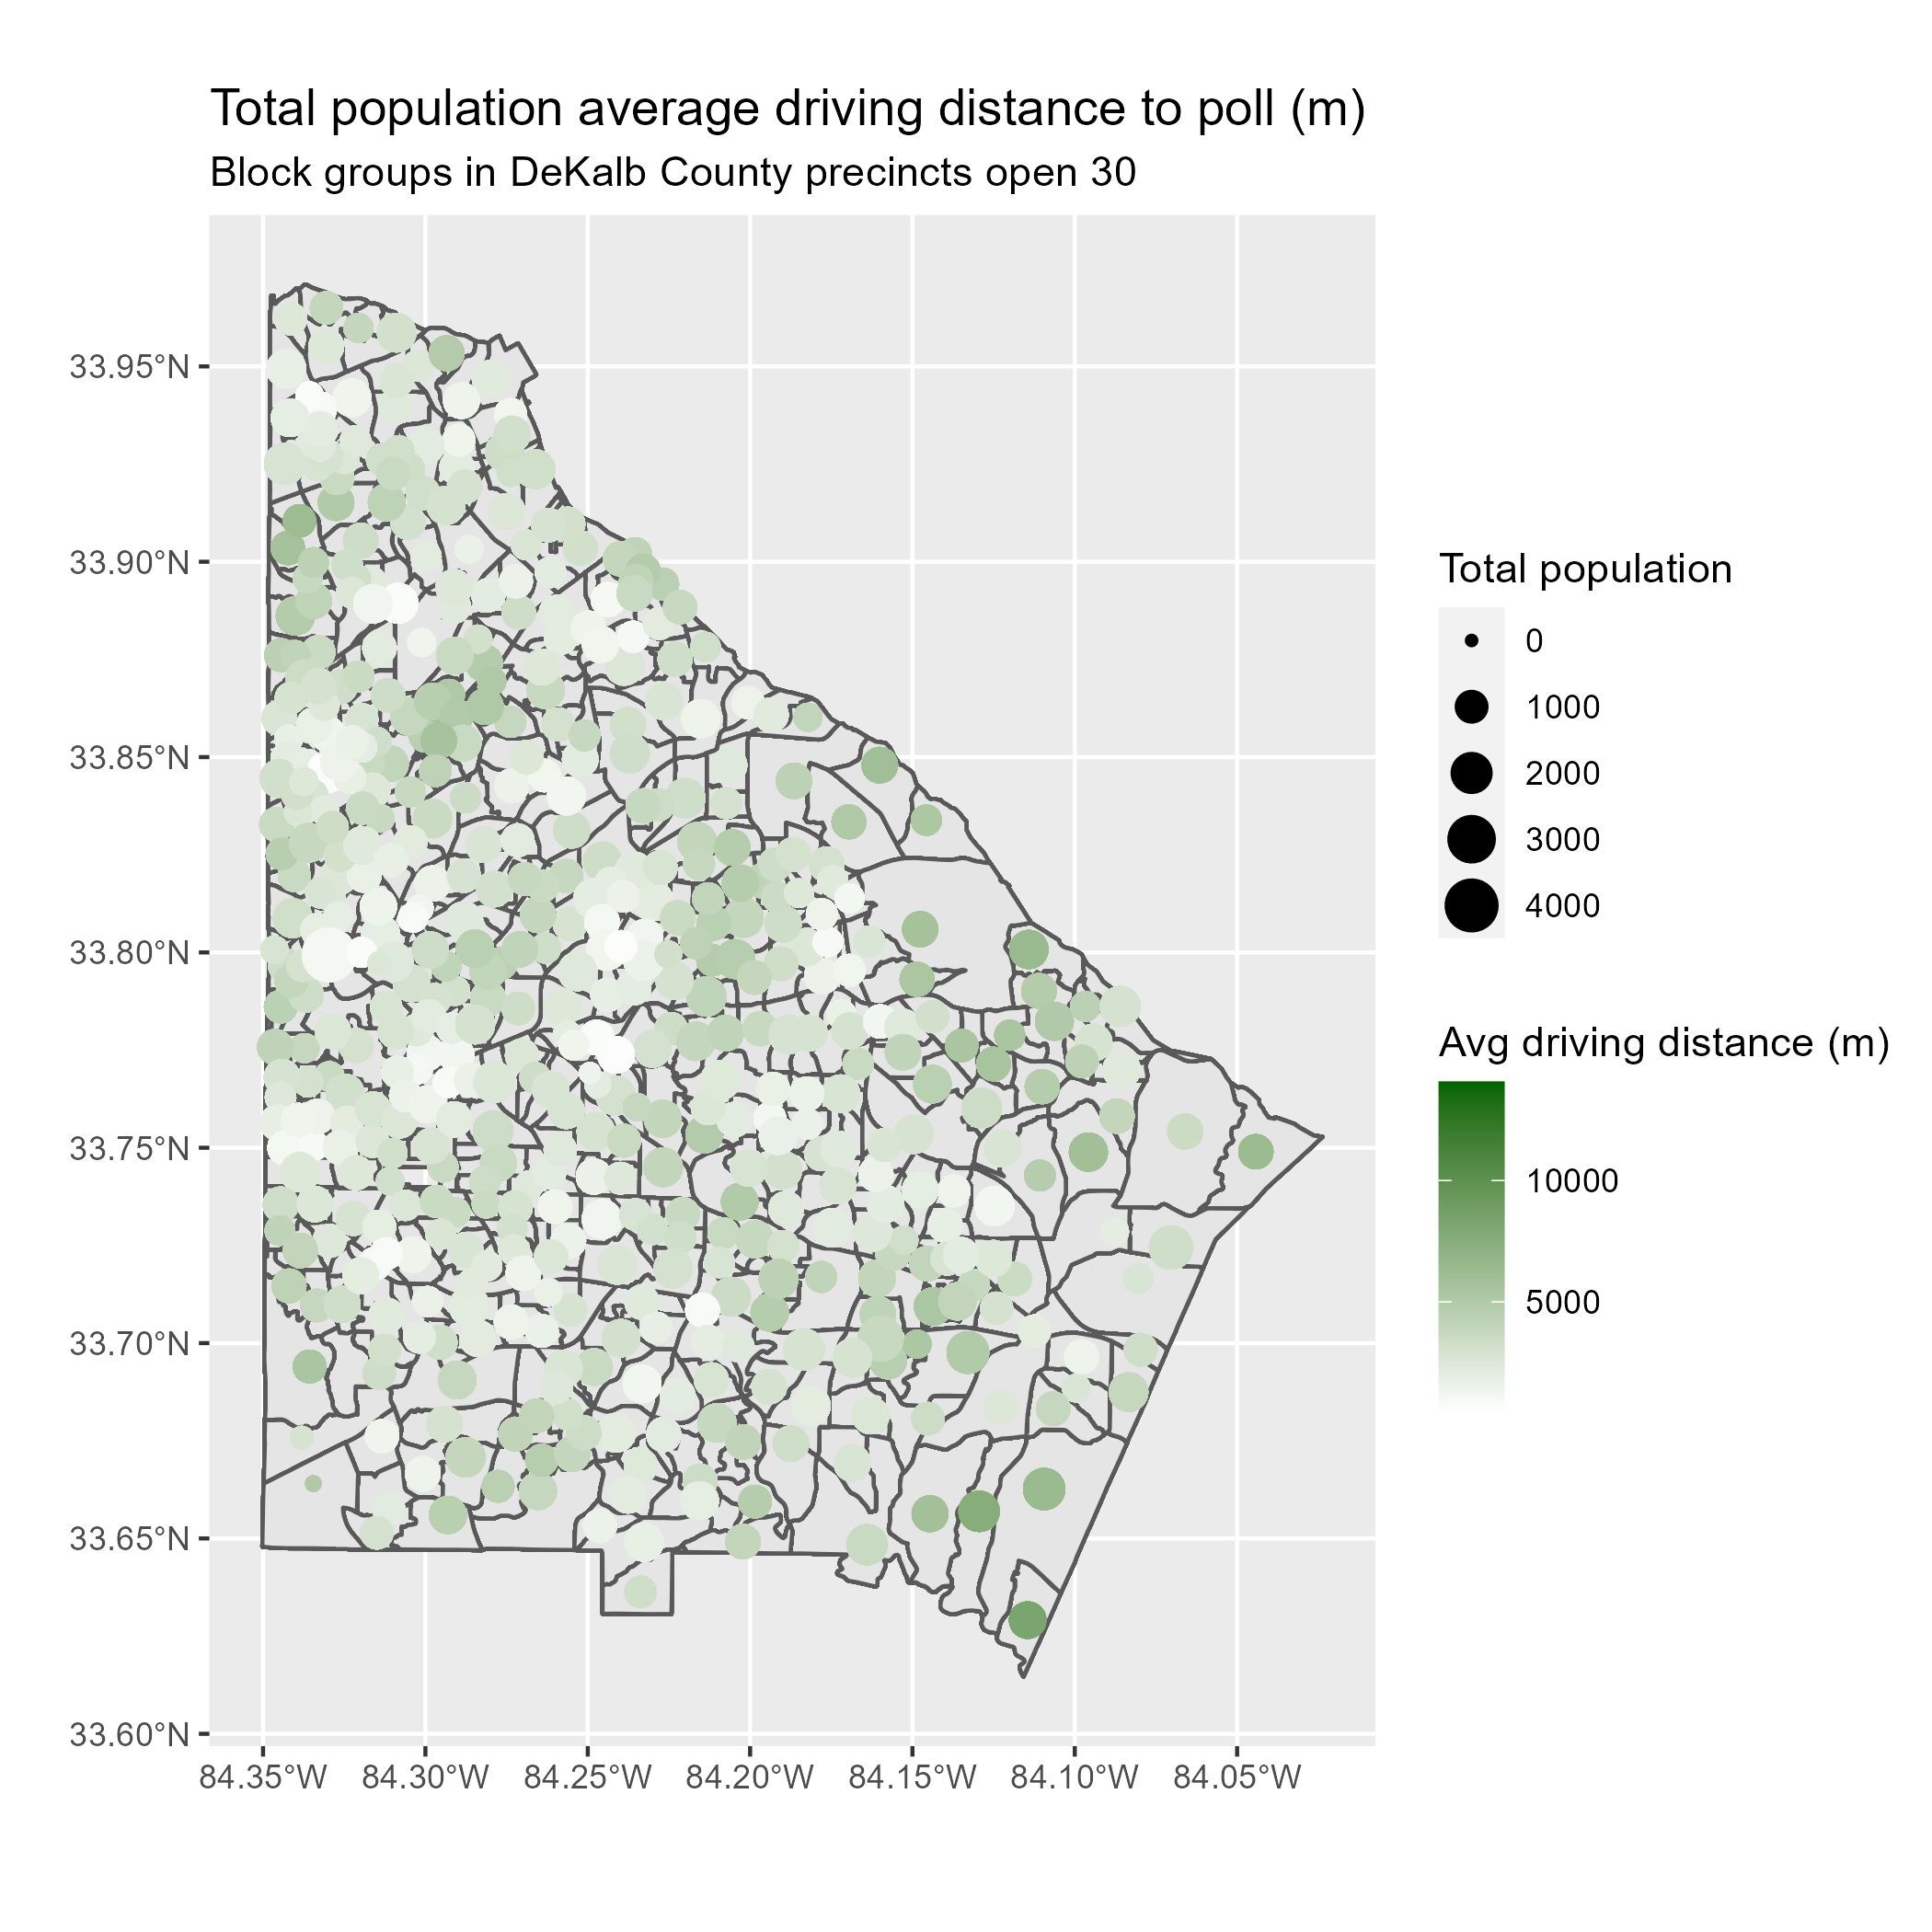 Total population average driving distance to poll (m)
Block groups in DeKalb County precincts open 30
33.95°N
33.90°N
33.85°N
33.80°N
33.75°N
33.70°N
33.65°N
33.60°N
84.35°W 84.30°W 84.25°W 84.20°W 84.15°W 84.10°W 84.05°W
Total population
0
1000
2000
3000
4000
Avg driving distance (m)
10000
5000